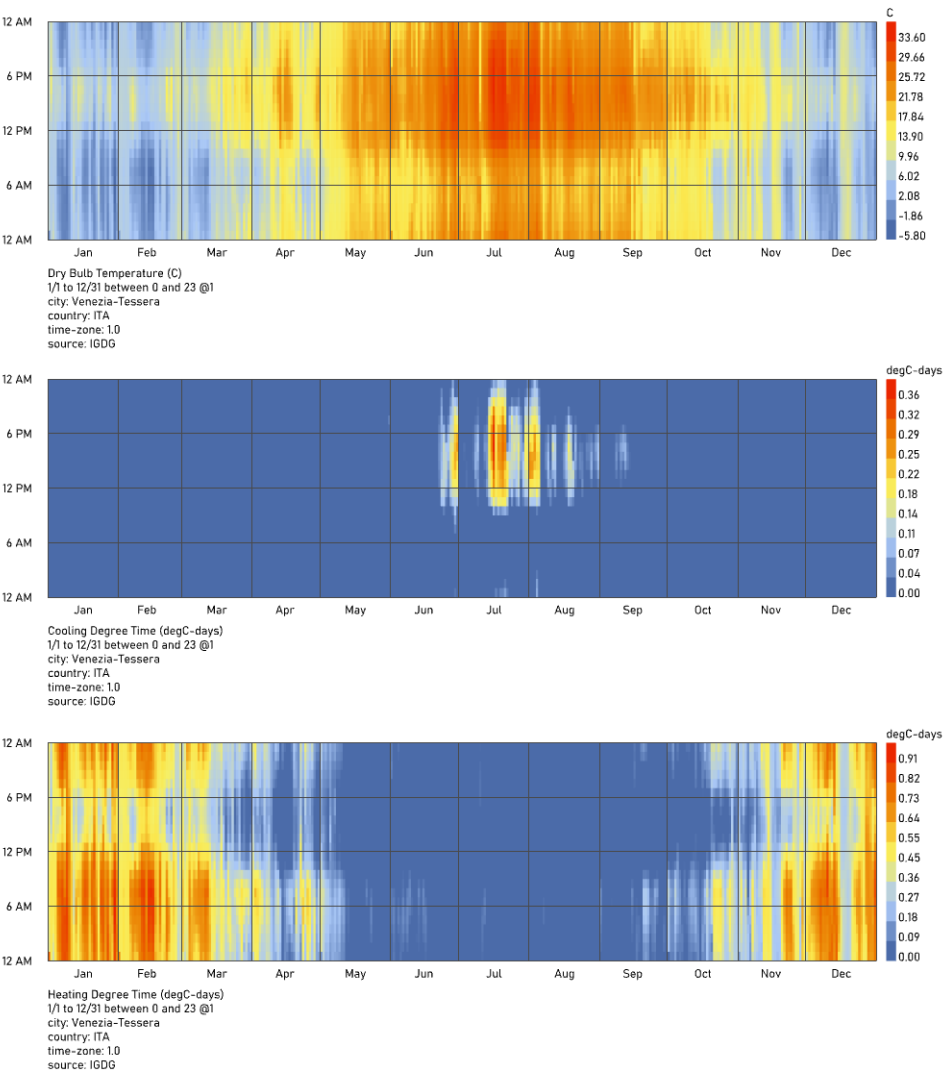 C
12 AM
33.60
29.66
6 PM
25.72
21.78
17.84
12 PM
13.90
9.96
6 AM
6.02
2.08
-1.86
12 AM
-5.80
Jan Feb Mar Apr May Jun Jul Aug Sep Oct Nov Dec
Dry Bulb Temperature (C)
1/1 to 12/31 between 0 and 23 @1
city: Venezia-Tessera
country: ITA
time-zone: 1.0
source: IGDG
degC-days
12 AM
0.36
0.32
6 PM
0.29
0.25
0.22
12 PM
0.18
0.14
0.11
6 AM
0.07
0.04
12 AM
0.00
Jan Feb Mar Apr May Jun Jul Aug Sep Oct Nov Dec
Cooling Degree Time (degC-days)
1/1 to 12/31 between 0 and 23 @1
city: Venezia-Tessera
country: ITA
time-zone: 1.0
source: IGDG
degC-days
12 AM
0.91
0.82
6 PM
0.73
0.64
0.55
12 PM
0.45
0.36
0.27
6 AM
0.18
0.09
12 AM
0.00
Jan Feb Mar Apr May Jun Jul Aug Sep Oct Nov Dec
Heating Degree Time (degC-days)
1/1 to 12/31 between 0 and 23 @1
city: Venezia-Tessera
country: ITA
time-zone: 1.0
source: IGDG